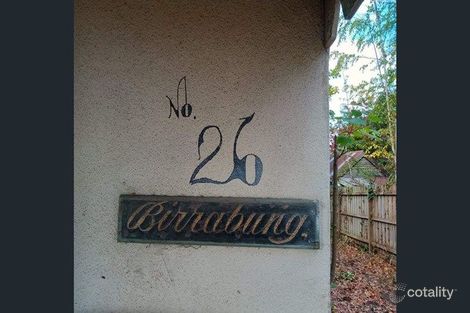 No.
26
Birrabung.
cotality